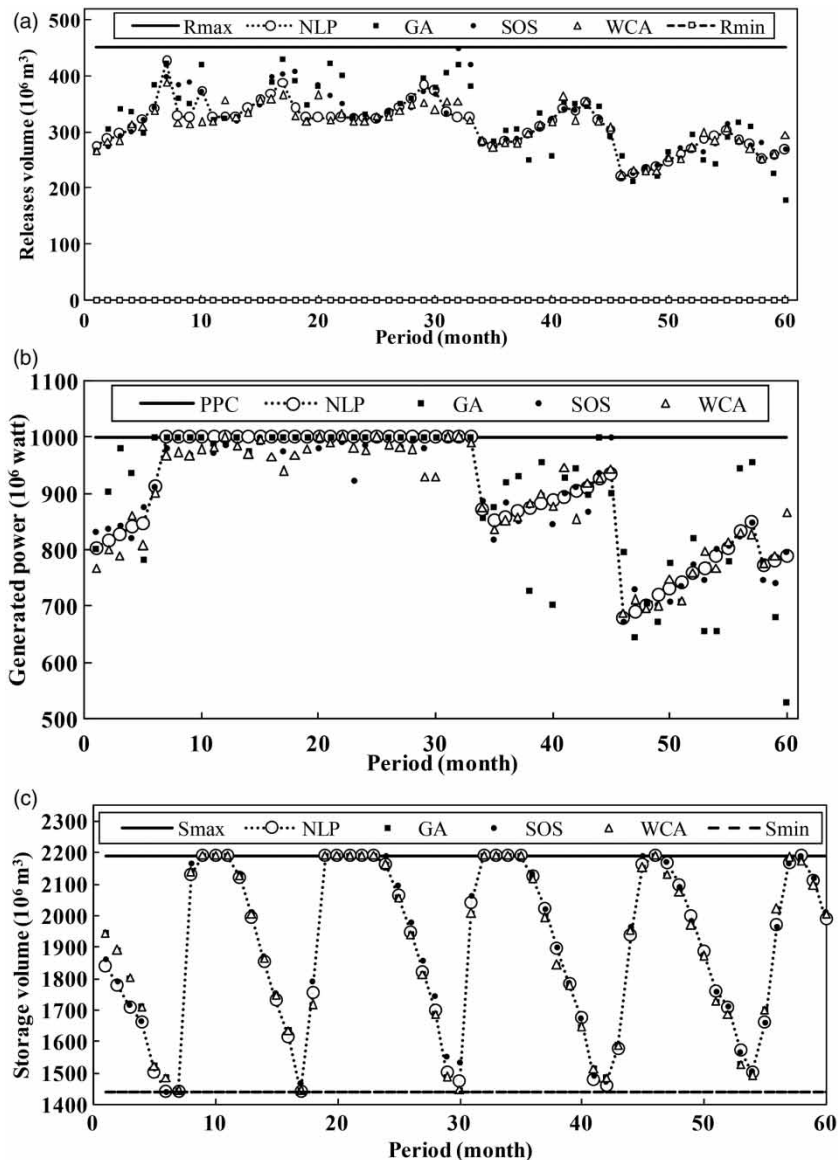 (a)
Rmax NLP GA SOS WCA Rmin
500
400
300
200
100
0
Releases volume (10⁶ m³)
0 10 20 30 40 50 60
Period (month)
(b)
PPC NLP GA SOS WCA
1100
1000
900
800
700
600
500
Generated power (10⁶ watt)
0 10 20 30 40 50 60
Period (month)
(c)
Smax NLP GA SOS WCA Smin
2300
2200
2100
2000
1900
1800
1700
1600
1500
1400
Storage volume (10⁶ m³)
0 10 20 30 40 50 60
Period (month)